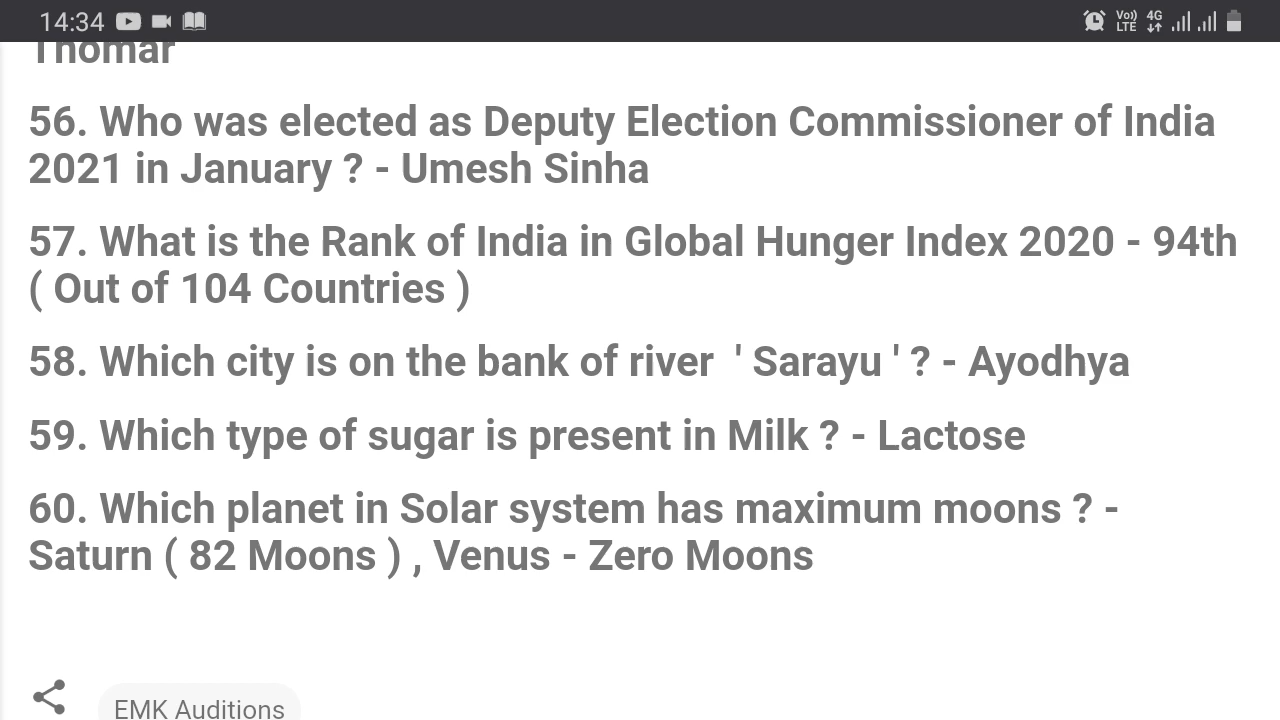 14:34
Vo)) LTE 4G
Thomar
56. Who was elected as Deputy Election Commissioner of India
2021 in January ? - Umesh Sinha
57. What is the Rank of India in Global Hunger Index 2020 - 94th
( Out of 104 Countries )
58. Which city is on the bank of river ' Sarayu ' ? - Ayodhya
59. Which type of sugar is present in Milk ? - Lactose
60. Which planet in Solar system has maximum moons ? -
Saturn ( 82 Moons ) , Venus - Zero Moons
EMK Auditions